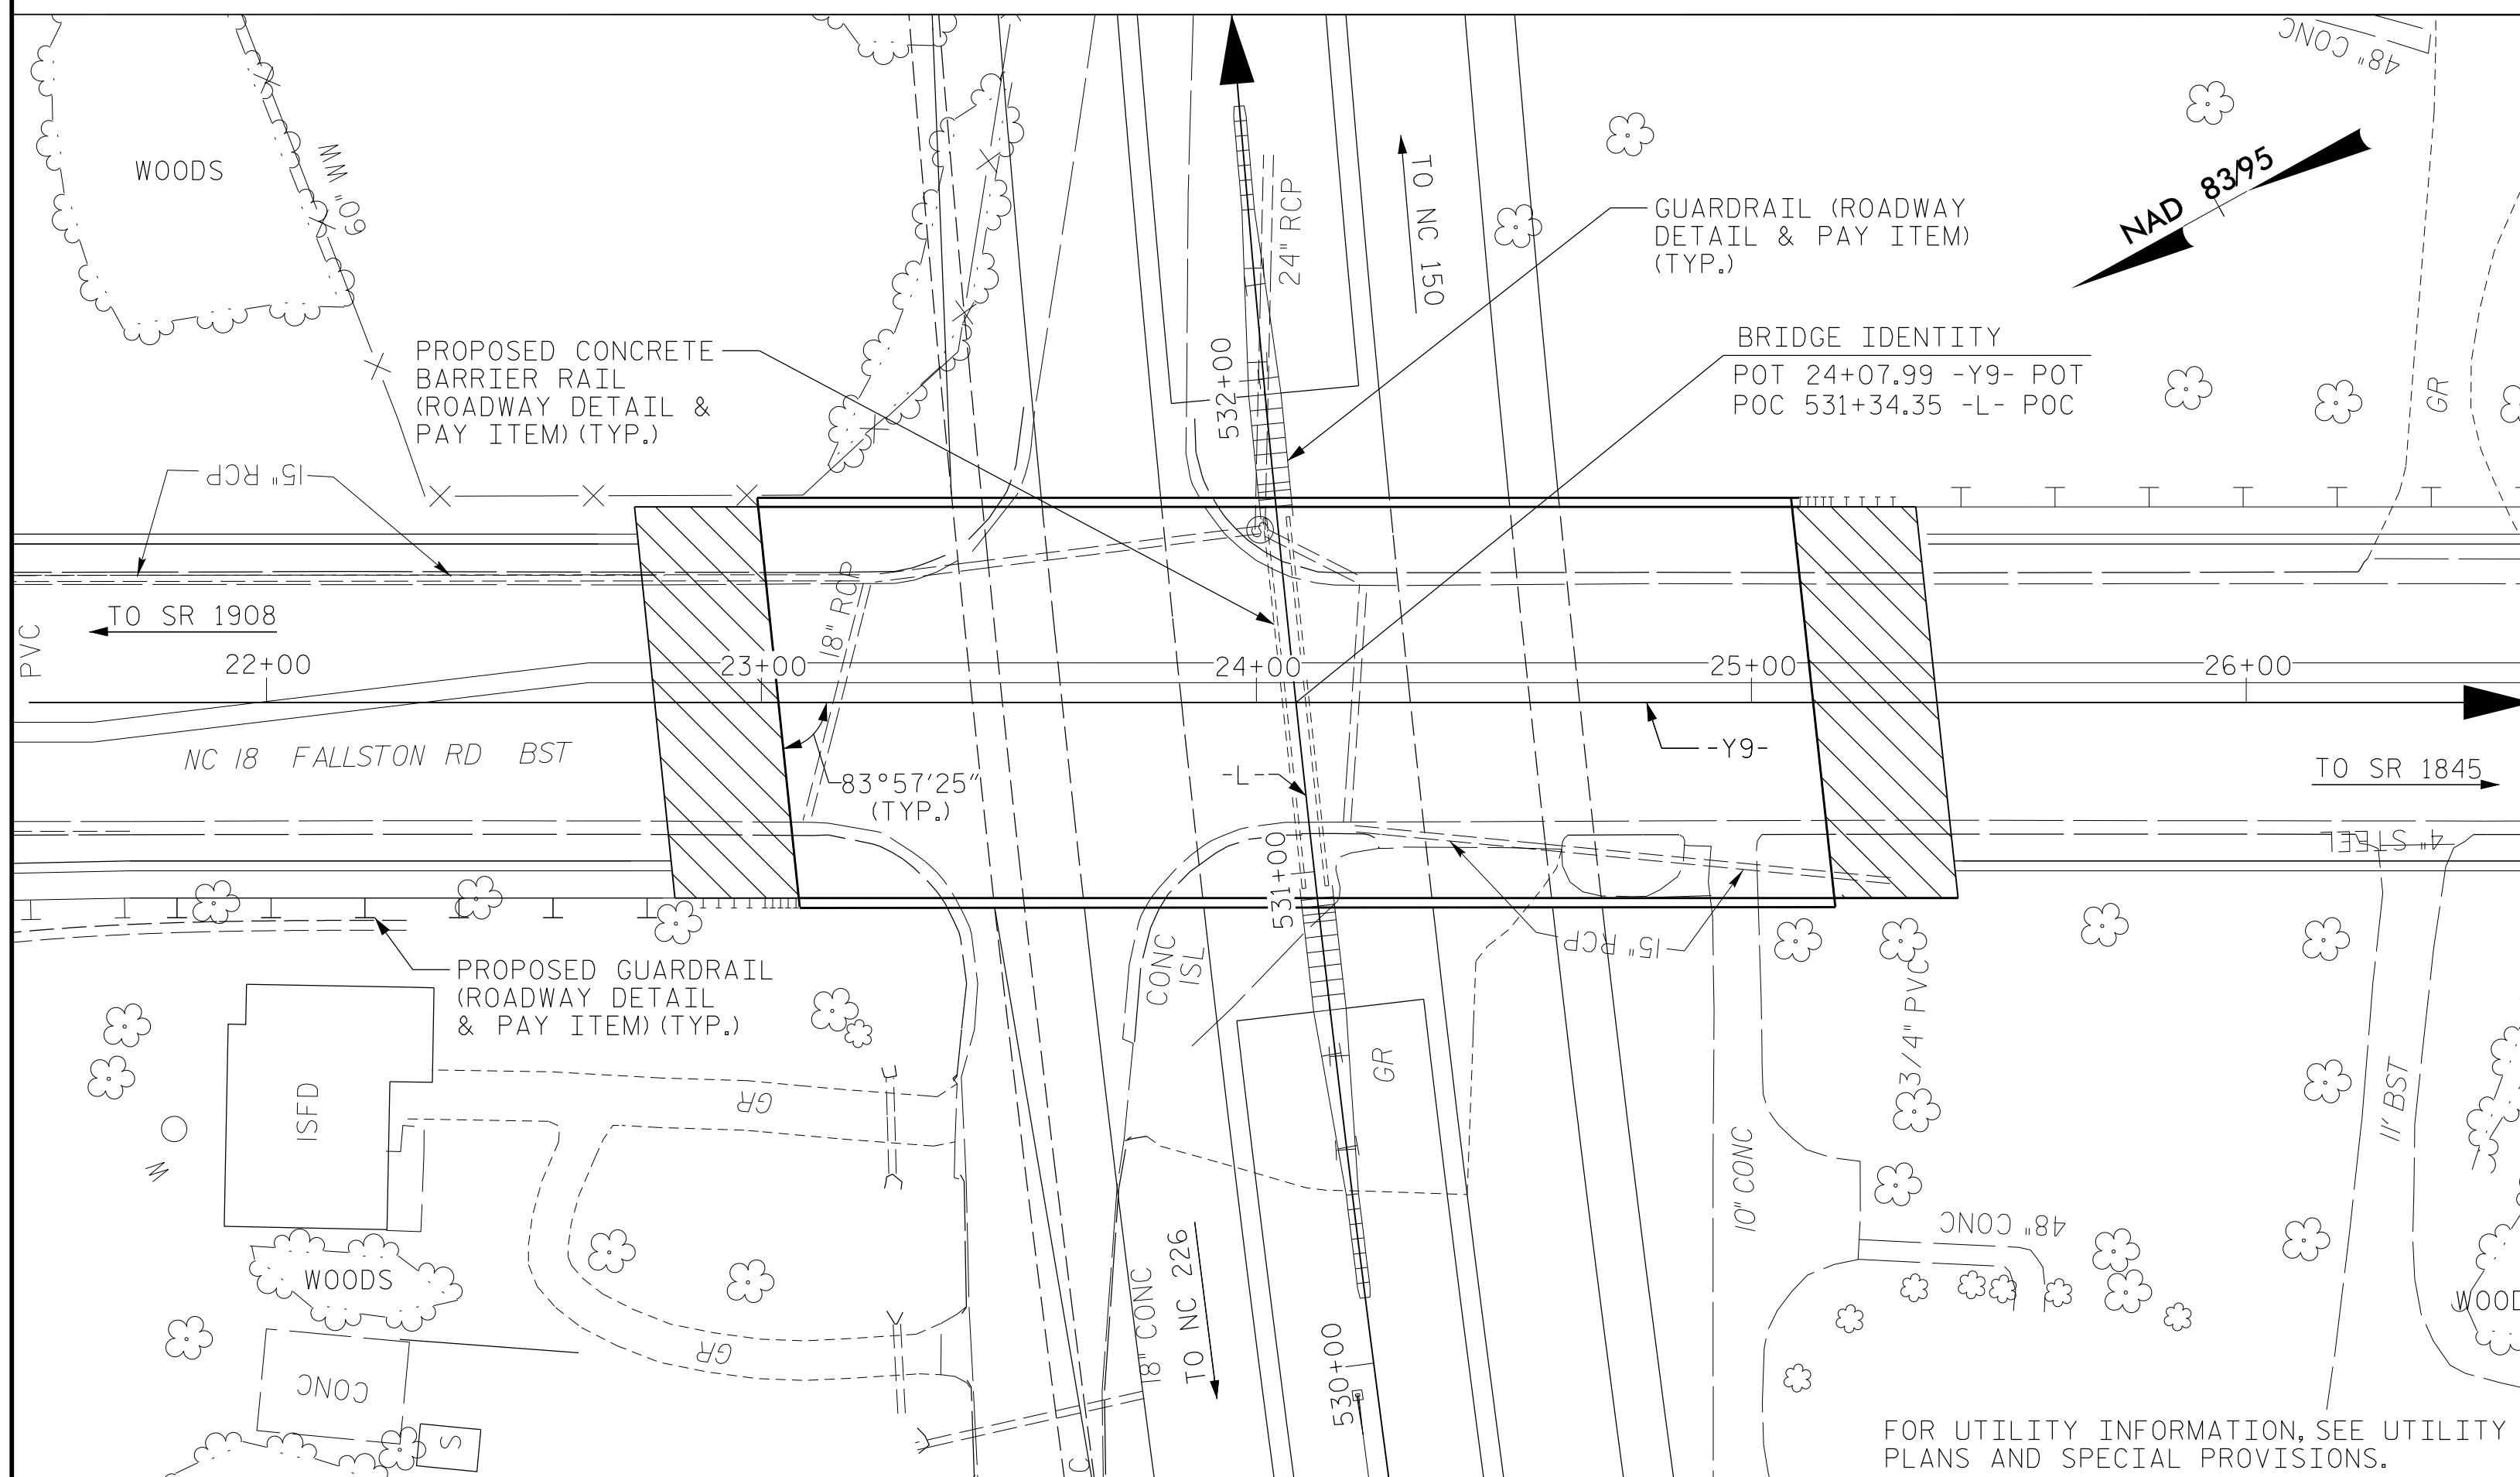 48" CONC
WOODS
60" WW
TO NC 150
24" RCP
GUARDRAIL (ROADWAY
DETAIL & PAY ITEM)
(TYP.)
NAD 83/95
BRIDGE IDENTITY
POT 24+07.99 -Y9- POT
POC 531+34.35 -L- POC
PROPOSED CONCRETE
BARRIER RAIL
(ROADWAY DETAIL &
PAY ITEM) (TYP.)
532+00
GR
15" RCP
TO SR 1908
18" RCP
PVC
22+00
23+00
24+00
25+00
26+00
NC 18 FALLSTON RD BST
83°57'25"
(TYP.)
-L-
-Y9-
TO SR 1845
4" STEEL
531+00
15" RCP
CONC
ISL
PROPOSED GUARDRAIL
(ROADWAY DETAIL
& PAY ITEM) (TYP.)
3/4" PVC
GR
ISFD
GR
W
11' BST
10" CONC
48" CONC
WOODS
TO NC 226
18" CONC
WOOD
GR
530+00
CONC
S
C
FOR UTILITY INFORMATION, SEE UTILITY
PLANS AND SPECIAL PROVISIONS.